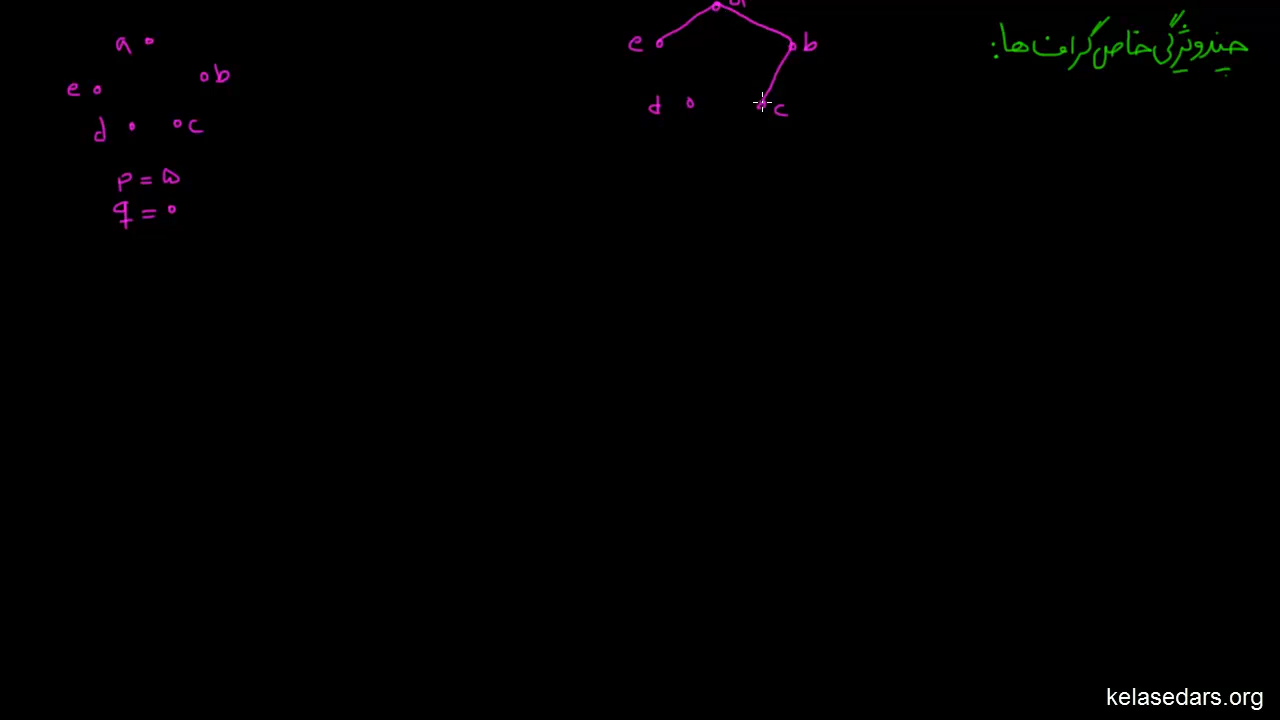 چند ویژگی خاص گراف ها:
a
e b
d c
p = ۵
q = ۰
e b
d c
kelasedars.org